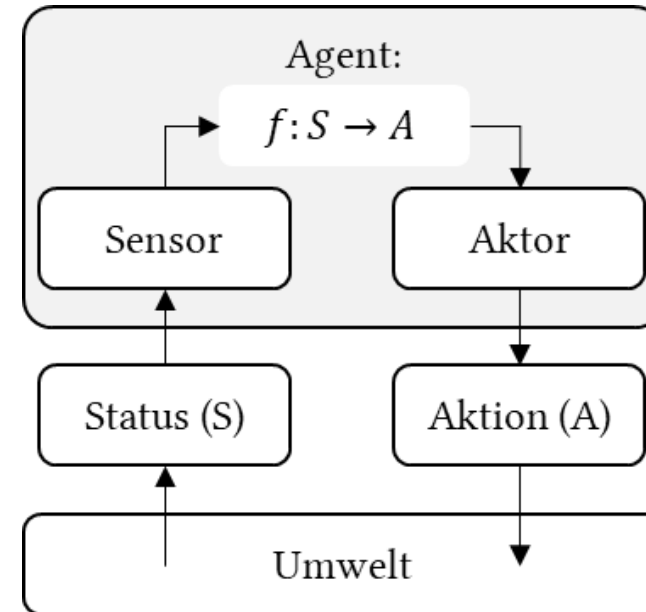 Agent:
f: S → A
Sensor
Aktor
Status (S)
Aktion (A)
Umwelt